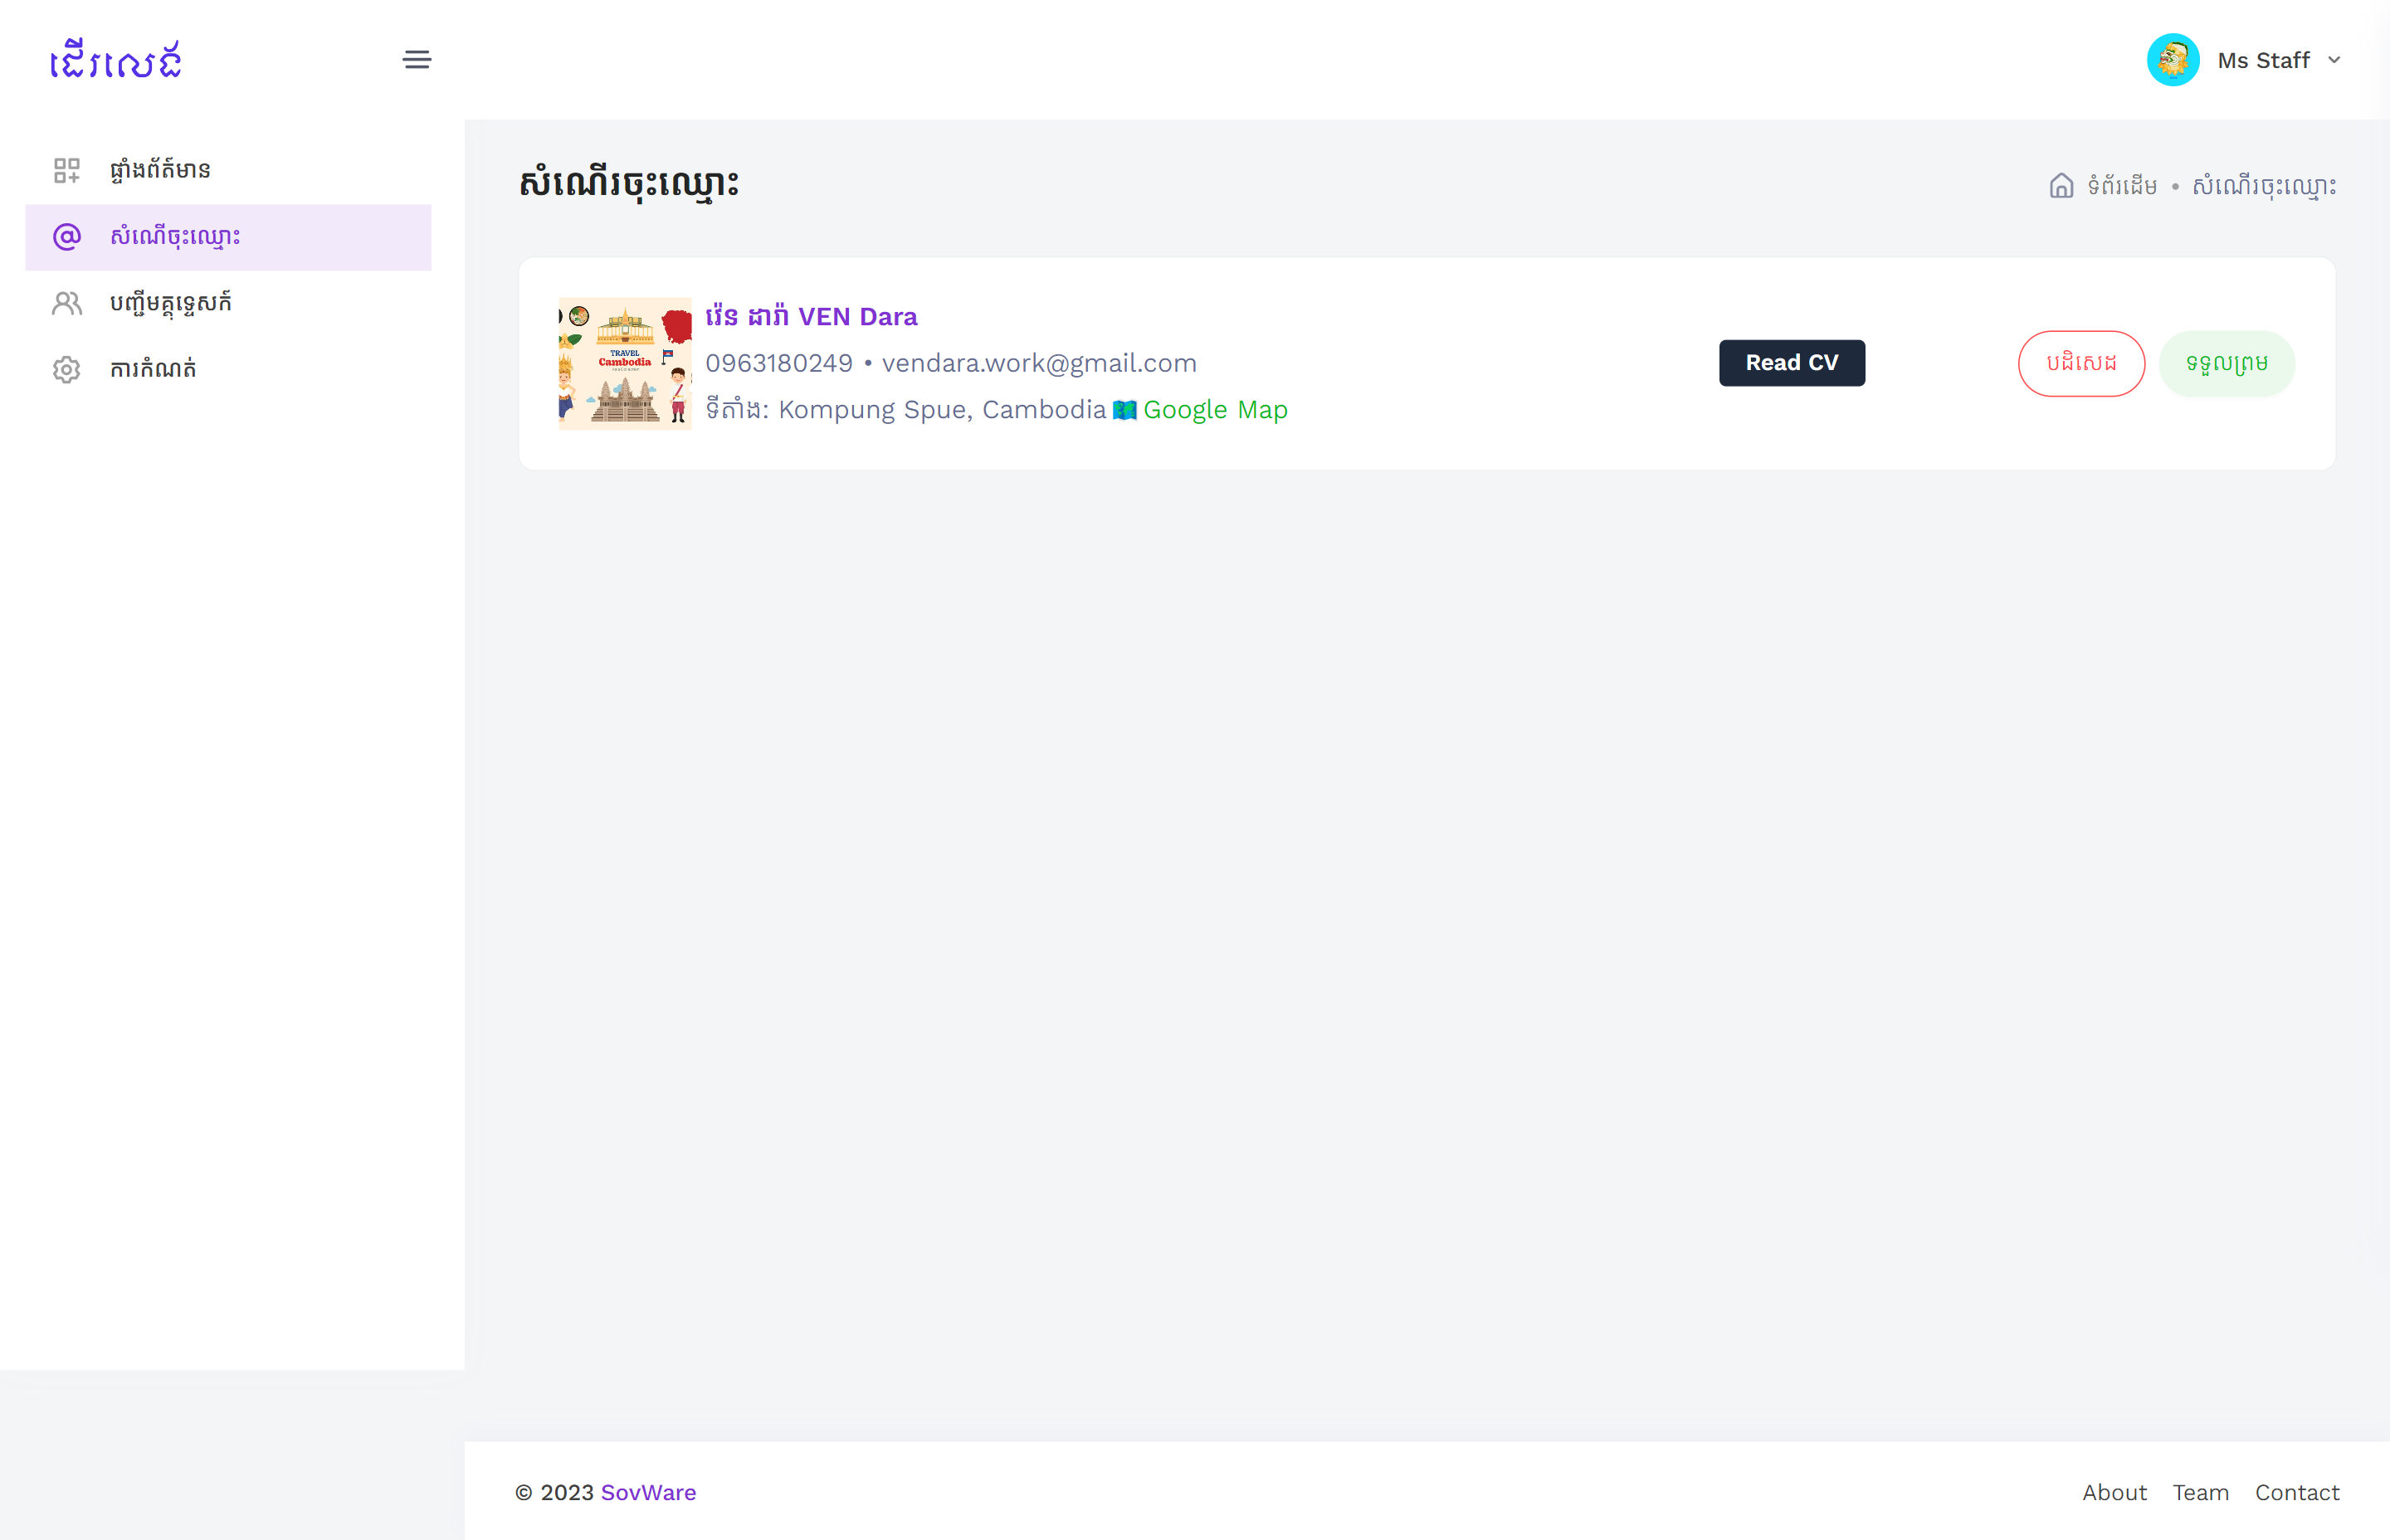 ដើរលេង
Ms Staff
ផ្ទាំងព័ត៍មាន
សំណើចុះឈ្មោះ
បញ្ជីមគ្គុទ្ទេសក៍
ការកំណត់
សំណើរចុះឈ្មោះ
ទំព័រដើម • សំណើរចុះឈ្មោះ
TRAVEL
Cambodia
វ៉េន ដារ៉ា VEN Dara
0963180249 • vendara.work@gmail.com
ទីតាំង: Kompung Spue, Cambodia Google Map
Read CV
បដិសេដ
ទទួលព្រម
© 2023 SovWare
About Team Contact